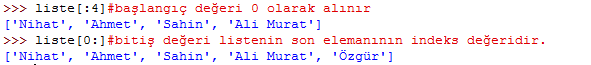 >>> liste[:4]#başlangıç değeri 0 olarak alınır
['Nihat', 'Ahmet', 'Sahin', 'Ali Murat']
>>> liste[0:]#bitiş değeri listenin son elemanının indeks değeridir.
['Nihat', 'Ahmet', 'Sahin', 'Ali Murat', 'Özgür']